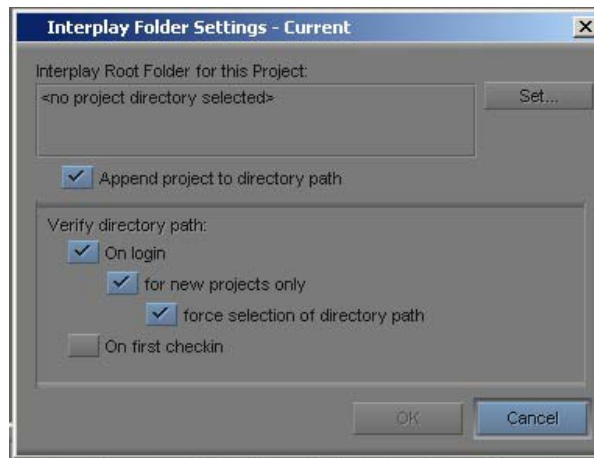 Interplay Folder Settings - Current
Interplay Root Folder for this Project:
<no project directory selected>
Set...
Append project to directory path
Verify directory path:
On login
for new projects only
force selection of directory path
On first checkin
OK
Cancel